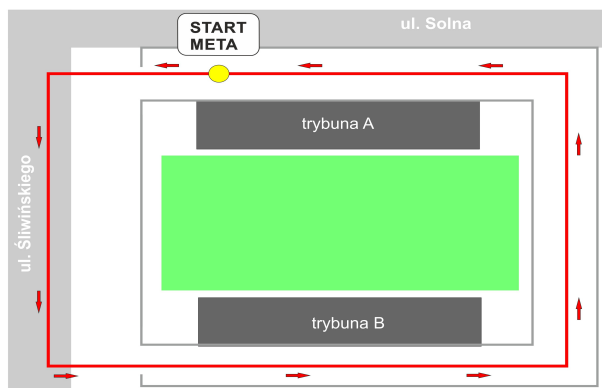 ul. Solna
START
META
trybuna A
ul. Śliwińskiego
trybuna B